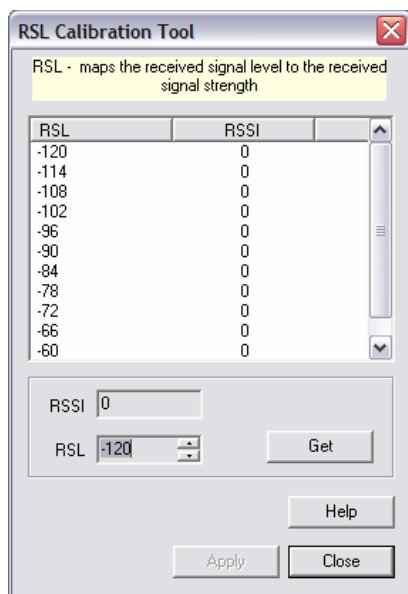 RSL Calibration Tool
RSL - maps the received signal level to the received
signal strength
RSL RSSI
-120 0
-114 0
-108 0
-102 0
-96 0
-90 0
-84 0
-78 0
-72 0
-66 0
-60 0
RSSI 0
RSL -120
Get
Help
Apply Close